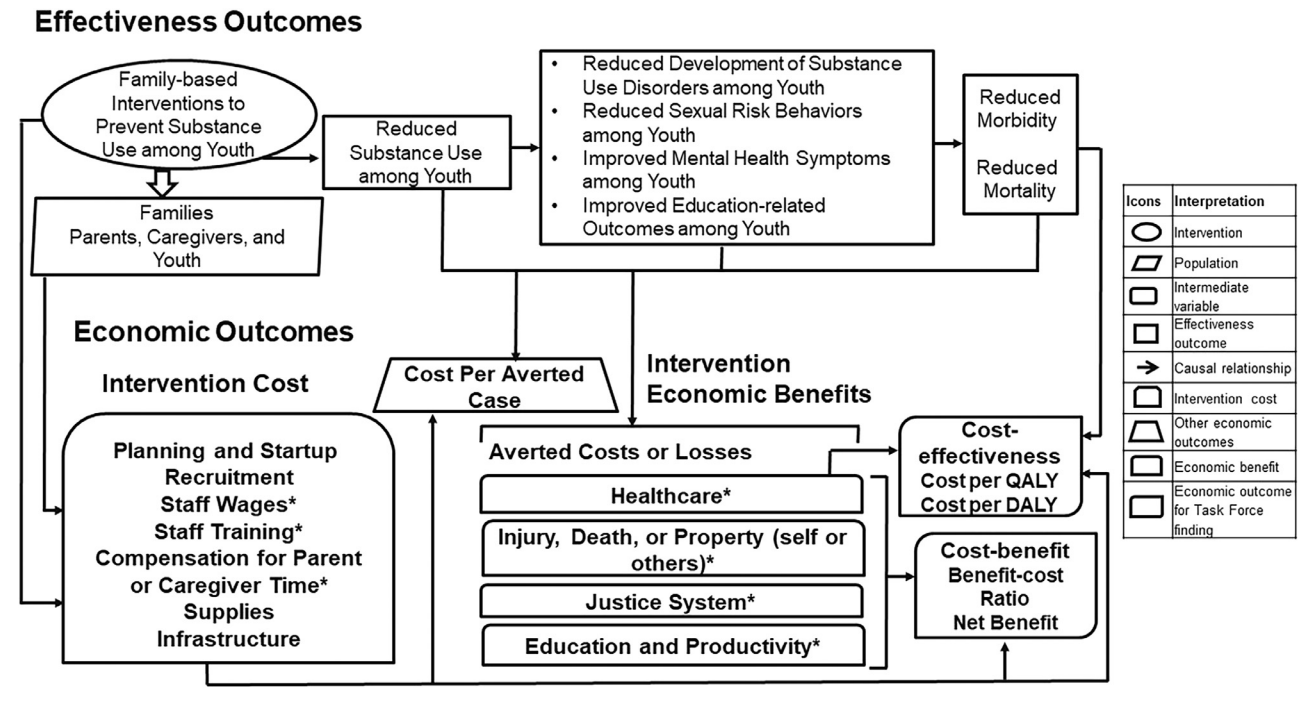 Effectiveness Outcomes
Family-based
Interventions to
Prevent Substance
Use among Youth
Families
Parents, Caregivers, and
Youth
Reduced
Substance Use
among Youth
• Reduced Development of Substance
Use Disorders among Youth
• Reduced Sexual Risk Behaviors
among Youth
• Improved Mental Health Symptoms
among Youth
• Improved Education-related
Outcomes among Youth
Reduced
Morbidity
Reduced
Mortality
Icons Interpretation
Intervention
Population
Intermediate
variable
Effectiveness
outcome
Causal relationship
Intervention cost
Other economic
outcomes
Economic benefit
Economic outcome
for Task Force
finding
Economic Outcomes
Intervention Cost
Planning and Startup
Recruitment
Staff Wages*
Staff Training*
Compensation for Parent
or Caregiver Time*
Supplies
Infrastructure
Cost Per Averted
Case
Intervention
Economic Benefits
Averted Costs or Losses
Healthcare*
Injury, Death, or Property (self or
others)*
Justice System*
Education and Productivity*
Cost-
effectiveness
Cost per QALY
Cost per DALY
Cost-benefit
Benefit-cost
Ratio
Net Benefit